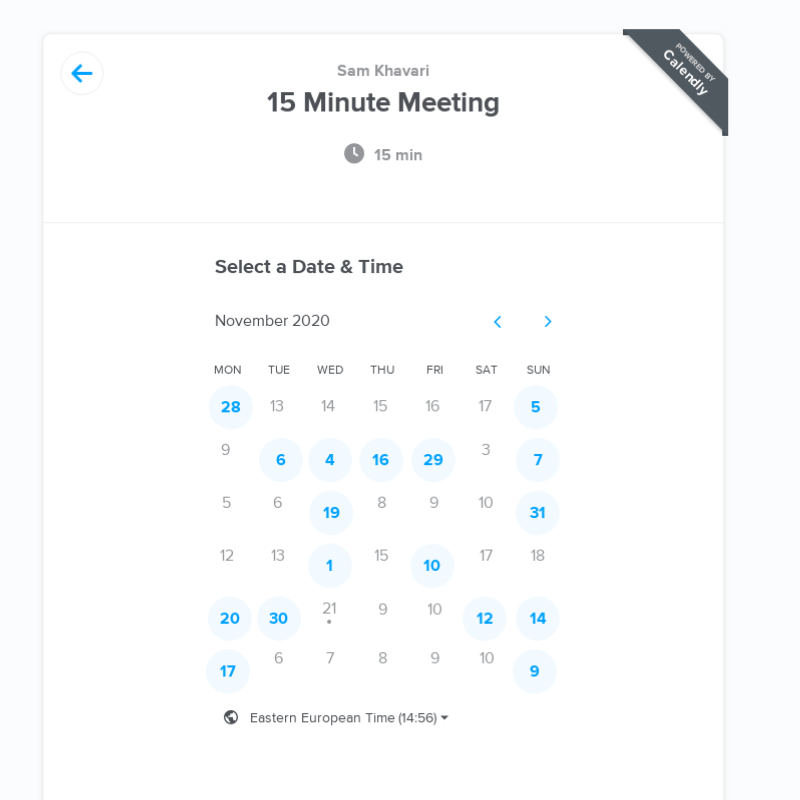 POWERED BY
Calendly
Sam Khavari
15 Minute Meeting
15 min
Select a Date & Time
November 2020
MON TUE WED THU FRI SAT SUN
28 13 14 15 16 17 5
9 6 4 16 29 3 7
5 6 19 8 9 10 31
12 13 1 15 10 17 18
20 30 21 9 10 12 14
17 6 7 8 9 10 9
Eastern European Time (14:56)